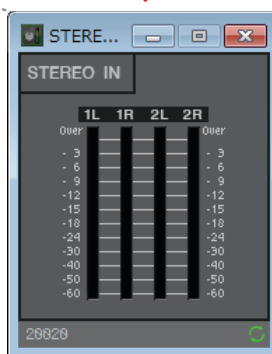 STERE...
STEREO IN
1L 1R 2L 2R
Over Over
- 3 - 3
- 6 - 6
- 9 - 9
-12 -12
-15 -15
-18 -18
-24 -24
-30 -30
-40 -40
-50 -50
-60 -60
20020